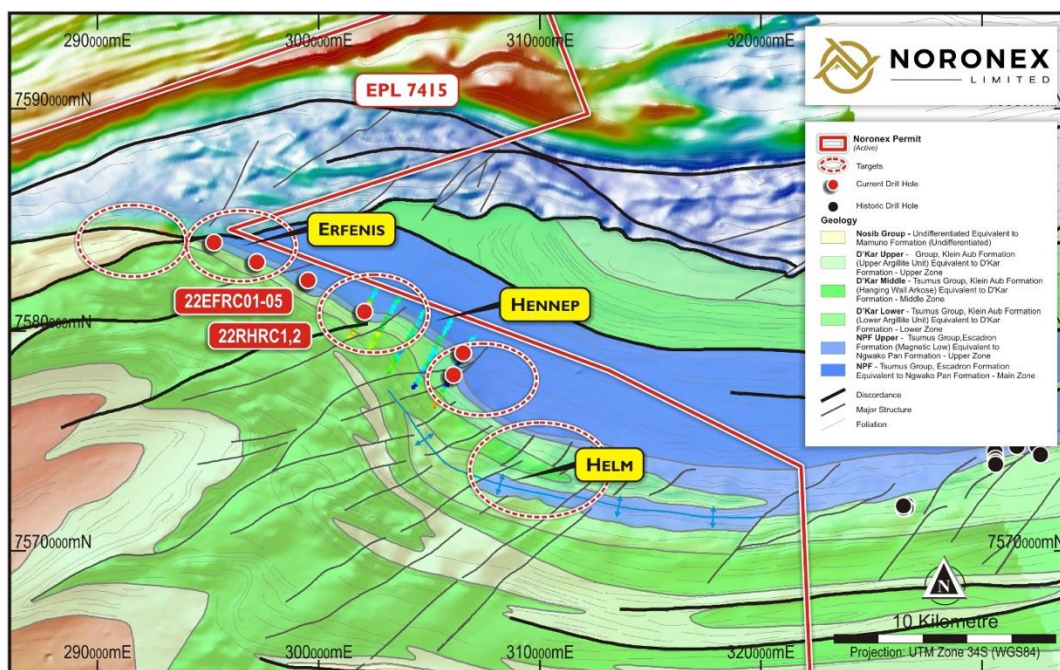 290000mE
300000mE
310000mE
320000mE
NORONEX
LIMITED
EPL 7415
7590000mN
Noronex Permit
(Active)
Targets
Current Drill Hole
Historic Drill Hole
Geology
Nosib Group - Undifferentiated Equivalent to
Mamuno Formation (Undifferentiated)
D'Kar Upper - Group, Klein Aub Formation
(Upper Argillite Unit) Equivalent to D'Kar
Formation - Upper Zone
D'Kar Middle - Tsumus Group, Klein Aub Formation
(Hanging Wall Arkose) Equivalent to D'Kar
Formation - Middle Zone
D'Kar Lower - Tsumus Group, Klein Aub Formation
(Lower Argillite Unit) Equivalent to D'Kar
Formation - Lower Zone
NPF Upper - Tsumus Group,Escadron
Formation (Magnetic Low) Equivalent to
Ngwako Pan Formation - Upper Zone
NPF - Tsumus Group, Escadron Formation
Equivalent to Ngwako Pan Formation - Main Zone
Discordance
Major Structure
Foliation
ERFENIS
22EFRC01-05
HENNEP
7580000mN
22RHRC1,2
HELM
7570000mN
7570000mN
N
10 Kilometre
Projection: UTM Zone 34S (WGS84)
290000mE
300000mE
310000mE
320000mE